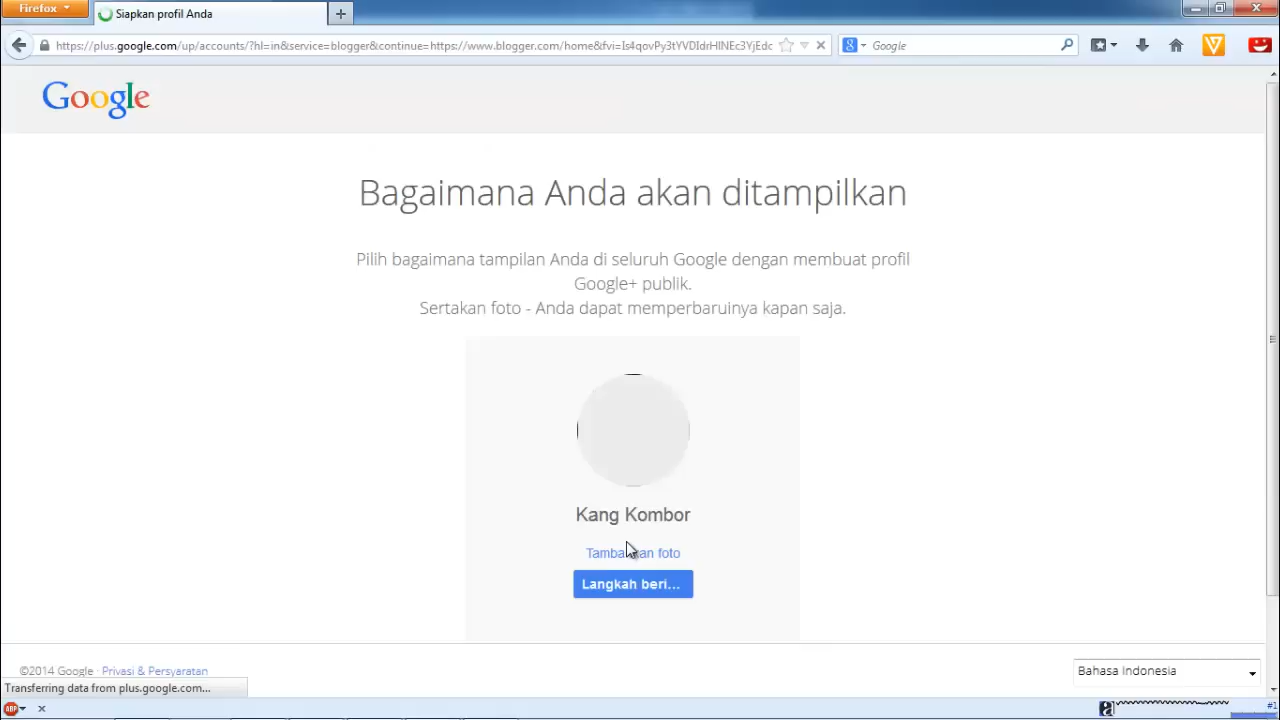 Firefox
Siapkan profil Anda
https://plus.google.com/up/accounts/?hl=in&service=blogger&continue=https://www.blogger.com/home&fvi=
Google
Google
Bagaimana Anda akan ditampilkan
Pilih bagaimana tampilan Anda di seluruh Google dengan membuat profil
Google+ publik.
Sertakan foto - Anda dapat memperbaruinya kapan saja.
Kang Kombor
foto
Langkah beri...
©2014 Google · Privasi & Persyaratan
Bahasa Indonesia
Transferring data from plus.google.com...
ABP
#1